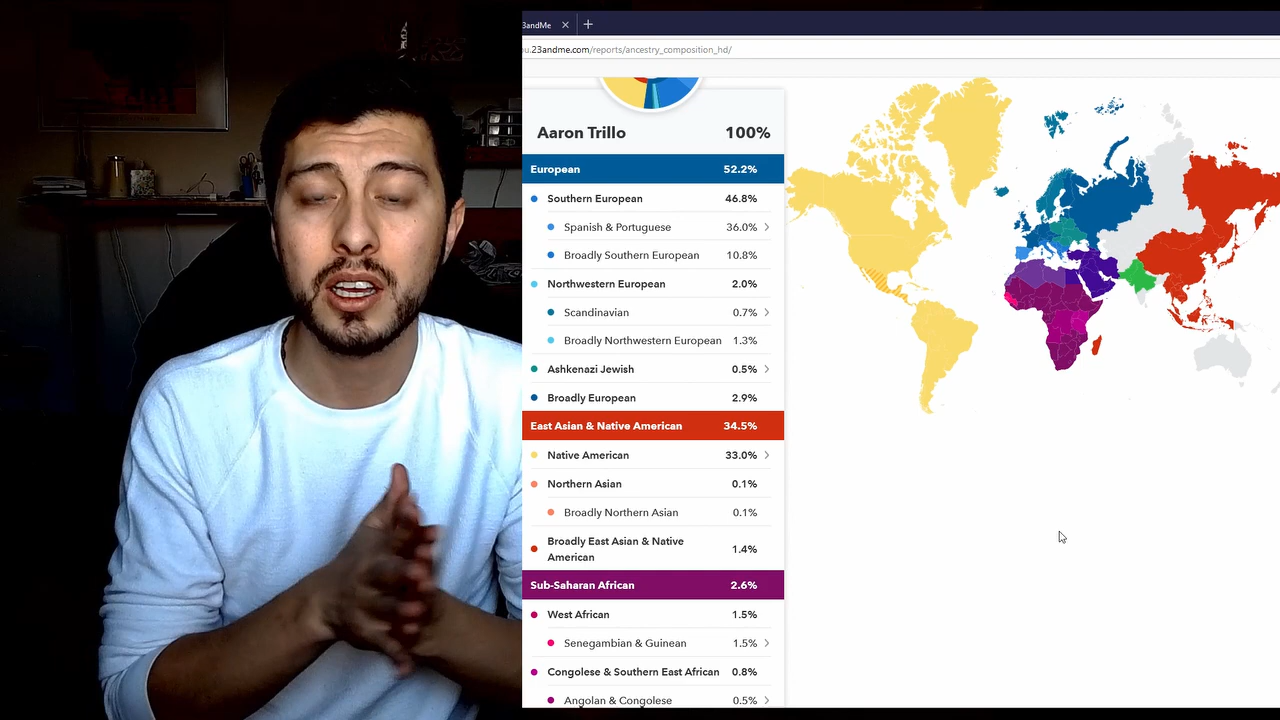 3andMe
u.23andme.com/reports/ancestry_composition_hd/
Aaron Trillo 100%
European 52.2%
Southern European 46.8%
Spanish & Portuguese 36.0%
Broadly Southern European 10.8%
Northwestern European 2.0%
Scandinavian 0.7%
Broadly Northwestern European 1.3%
Ashkenazi Jewish 0.5%
Broadly European 2.9%
East Asian & Native American 34.5%
Native American 33.0%
Northern Asian 0.1%
Broadly Northern Asian 0.1%
Broadly East Asian & Native
American 1.4%
Sub-Saharan African 2.6%
West African 1.5%
Senegambian & Guinean 1.5%
Congolese & Southern East African 0.8%
Angolan & Congolese 0.5%